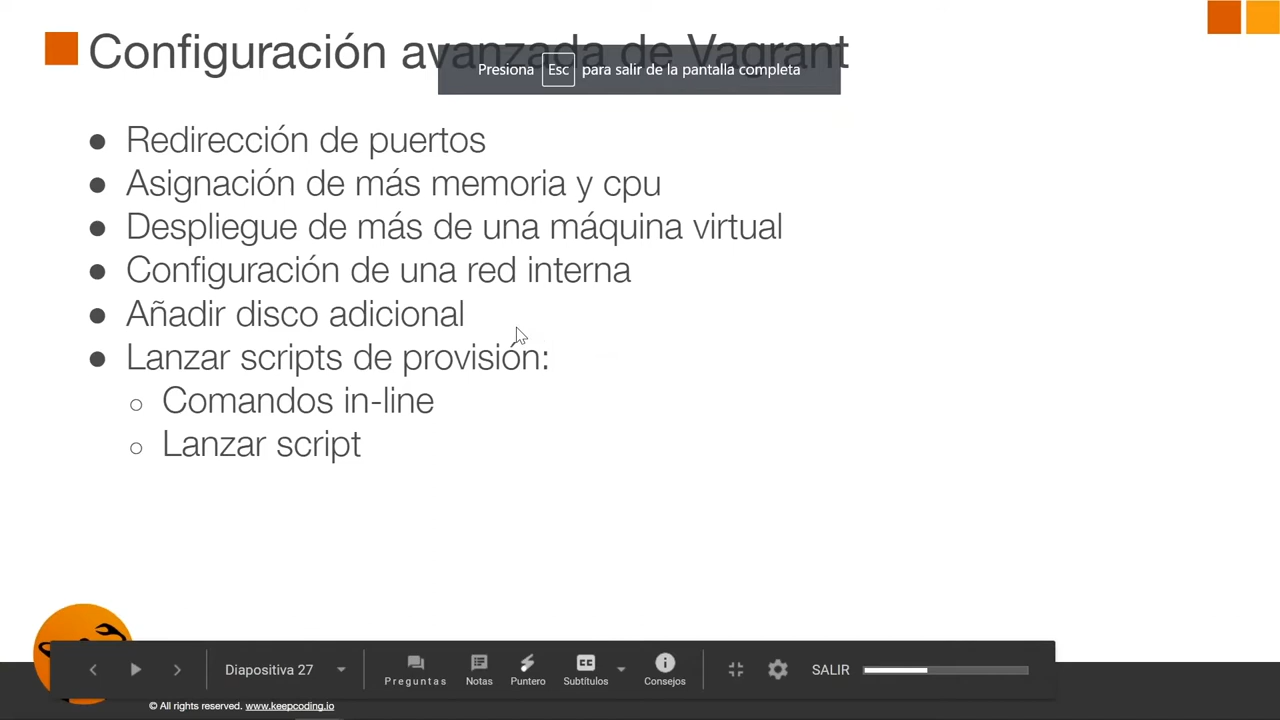 Configuración avanzada de Vagrant
Presiona Esc para salir de la pantalla completa
● Redirección de puertos
● Asignación de más memoria y cpu
● Despliegue de más de una máquina virtual
● Configuración de una red interna
● Añadir disco adicional
● Lanzar scripts de provisión:
○ Comandos in-line
○ Lanzar script
Diapositiva 27
Preguntas
Notas
Puntero
CC
Subtítulos
Consejos
SALIR
© All rights reserved. www.keepcoding.io